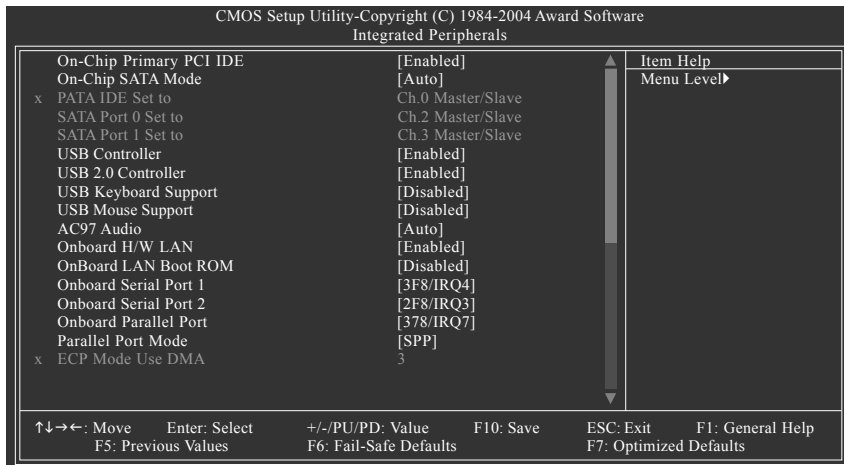 CMOS Setup Utility-Copyright (C) 1984-2004 Award Software
Integrated Peripherals
On-Chip Primary PCI IDE [Enabled]
On-Chip SATA Mode [Auto]
x PATA IDE Set to Ch.0 Master/Slave
SATA Port 0 Set to Ch.2 Master/Slave
SATA Port 1 Set to Ch.3 Master/Slave
USB Controller [Enabled]
USB 2.0 Controller [Enabled]
USB Keyboard Support [Disabled]
USB Mouse Support [Disabled]
AC97 Audio [Auto]
Onboard H/W LAN [Enabled]
OnBoard LAN Boot ROM [Disabled]
Onboard Serial Port 1 [3F8/IRQ4]
Onboard Serial Port 2 [2F8/IRQ3]
Onboard Parallel Port [378/IRQ7]
Parallel Port Mode [SPP]
x ECP Mode Use DMA 3
Item Help
Menu Level▶
↑↓→←: Move Enter: Select +/-/PU/PD: Value F10: Save ESC: Exit F1: General Help
F5: Previous Values F6: Fail-Safe Defaults F7: Optimized Defaults